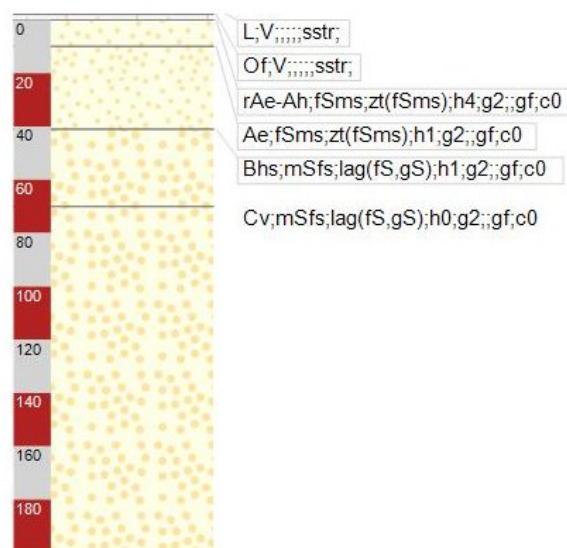 0
L;V;;;;;sstr;
Of;V;;;;;sstr;
20
rAe-Ah;fSms;zt(fSms);h4;g2;;gf;c0
40
Ae;fSms;zt(fSms);h1;g2;;gf;c0
Bhs;mSfs;lag(fS,gS);h1;g2;;gf;c0
60
Cv;mSfs;lag(fS,gS);h0;g2;;gf;c0
80
100
120
140
160
180